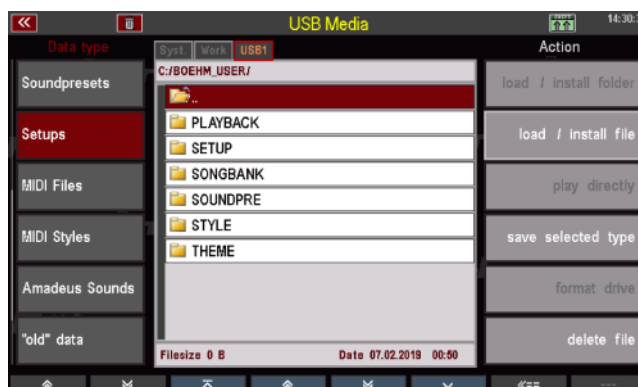 USB Media
14:30:
Data type
Syst. Work USB1
Action
C:/BOEHM_USER/
Soundpresets
..
load / install folder
PLAYBACK
Setups
SETUP
load / install file
SONGBANK
MIDI Files
SOUNDPRE
play directly
STYLE
MIDI Styles
THEME
save selected type
Amadeus Sounds
format drive
"old" data
delete file
Filesize 0 B
Date 07.02.2019 00:50